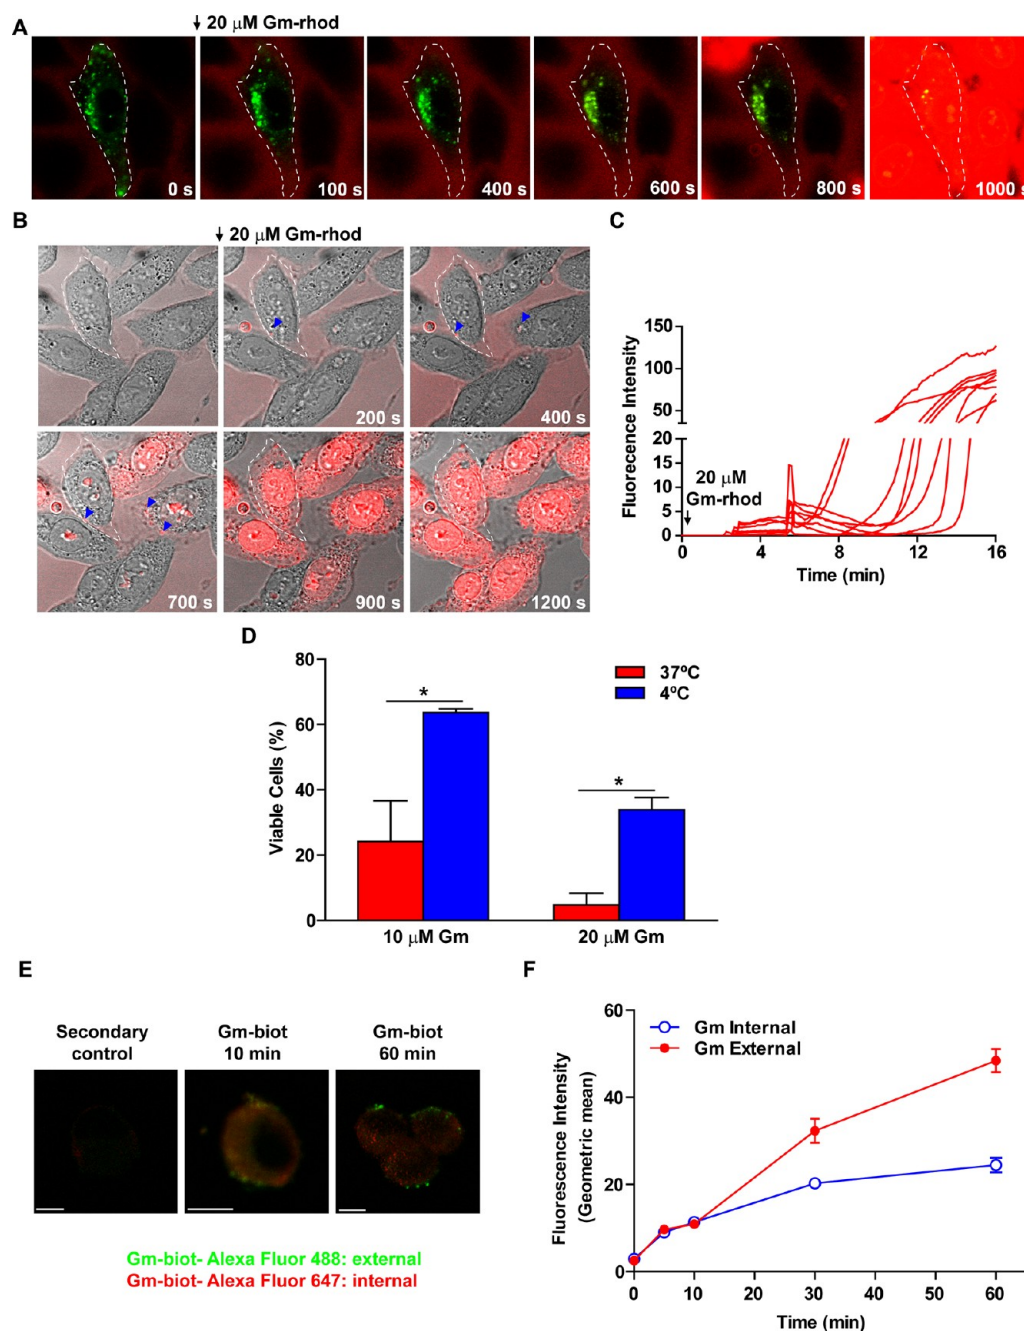 A
↓ 20 μM Gm-rhod
0 s
100 s
400 s
600 s
800 s
1000 s
B
↓ 20 μM Gm-rhod
200 s
400 s
700 s
900 s
1200 s
C
Fluorescence Intensity
150
100
50
20
15
10
5
0
20 μM
Gm-rhod
0 4 8 12 16
Time (min)
D
Viable Cells (%)
80
60
40
20
0
37ºC
4ºC
*
*
10 μM Gm
20 μM Gm
E
Secondary
control
Gm-biot
10 min
Gm-biot
60 min
Gm-biot- Alexa Fluor 488: external
Gm-biot- Alexa Fluor 647: internal
F
Fluorescence Intensity
(Geometric mean)
60
40
20
0
Gm Internal
Gm External
0 10 20 30 40 50 60
Time (min)